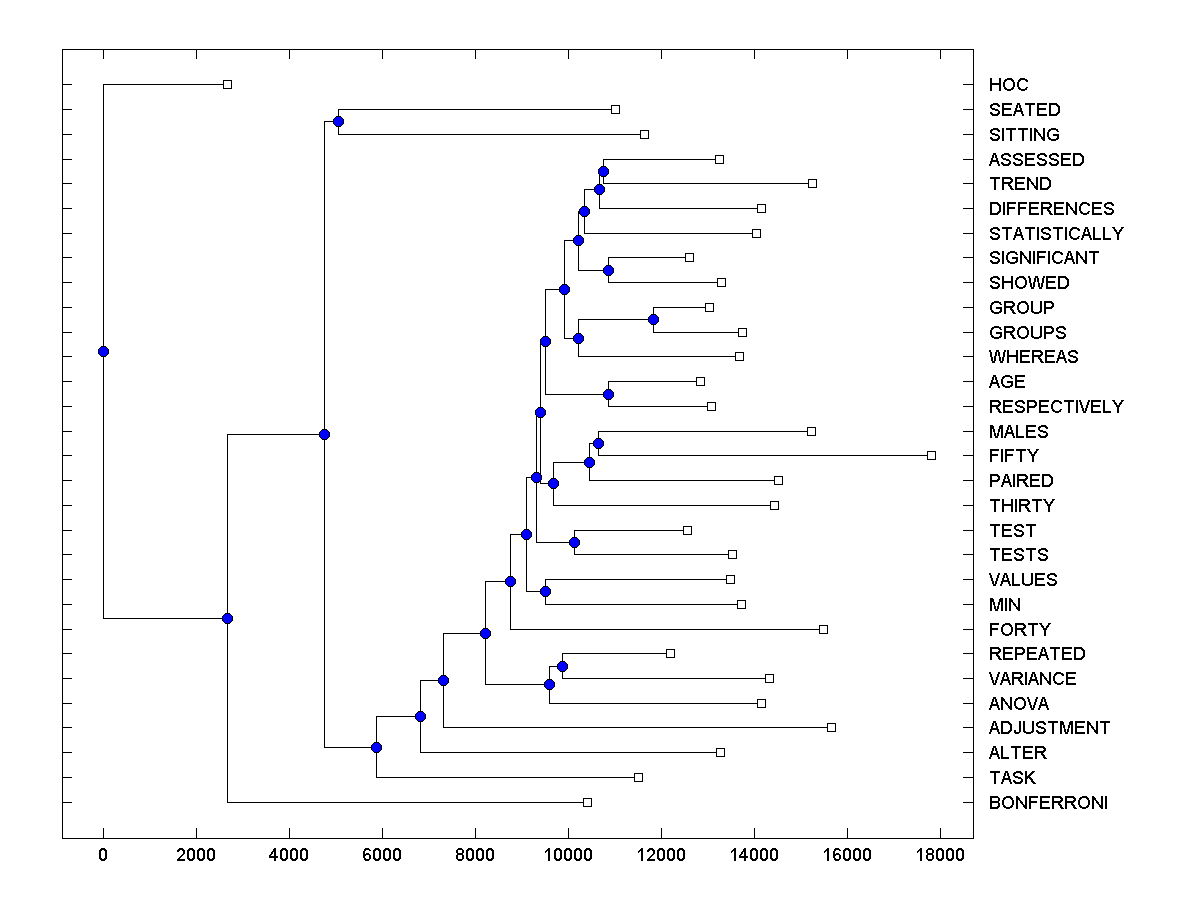 HOC
SEATED
SITTING
ASSESSED
TREND
DIFFERENCES
STATISTICALLY
SIGNIFICANT
SHOWED
GROUP
GROUPS
WHEREAS
AGE
RESPECTIVELY
MALES
FIFTY
PAIRED
THIRTY
TEST
TESTS
VALUES
MIN
FORTY
REPEATED
VARIANCE
ANOVA
ADJUSTMENT
ALTER
TASK
BONFERRONI
0 2000 4000 6000 8000 10000 12000 14000 16000 18000